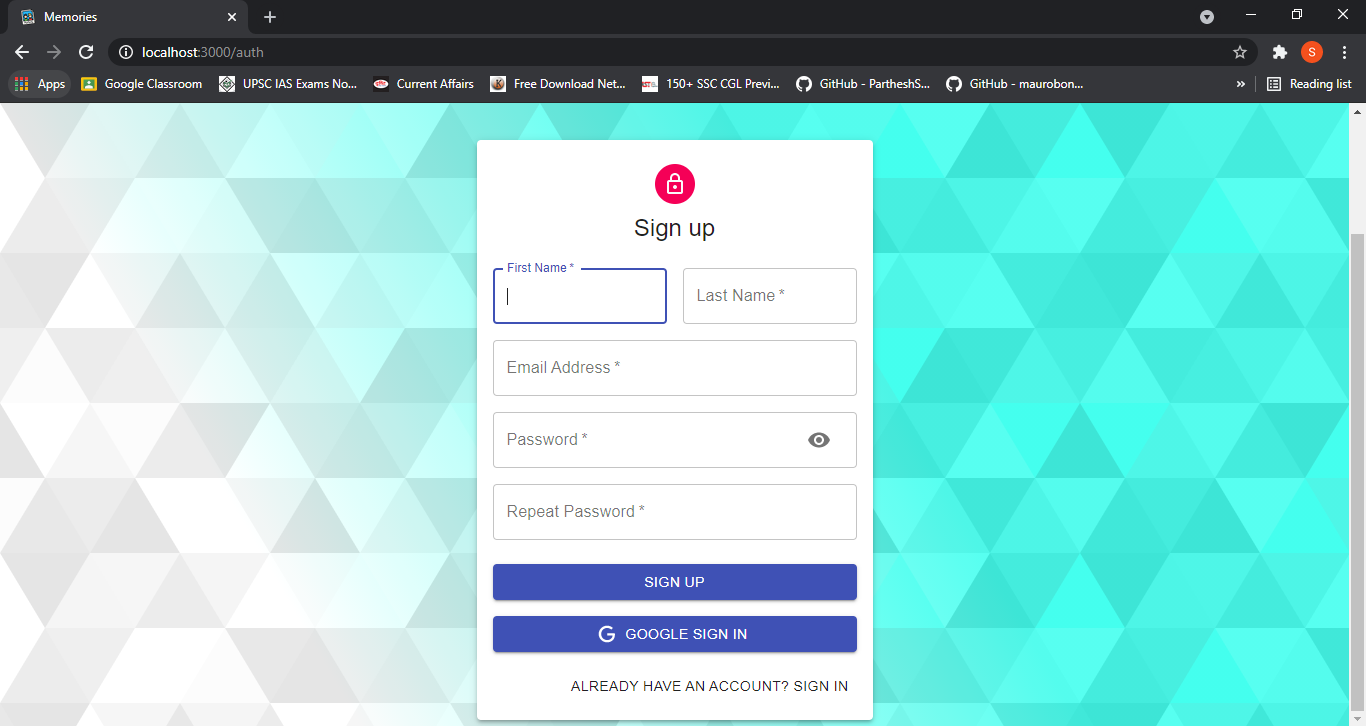 Memories
localhost:3000/auth
S
Apps Google Classroom UPSC IAS Exams No... Current Affairs Free Download Net... 150+ SSC CGL Previ... GitHub - PartheshS... GitHub - maurobon... » Reading list
Sign up
First Name *
Last Name *
Email Address *
Password *
Repeat Password *
SIGN UP
G GOOGLE SIGN IN
ALREADY HAVE AN ACCOUNT? SIGN IN